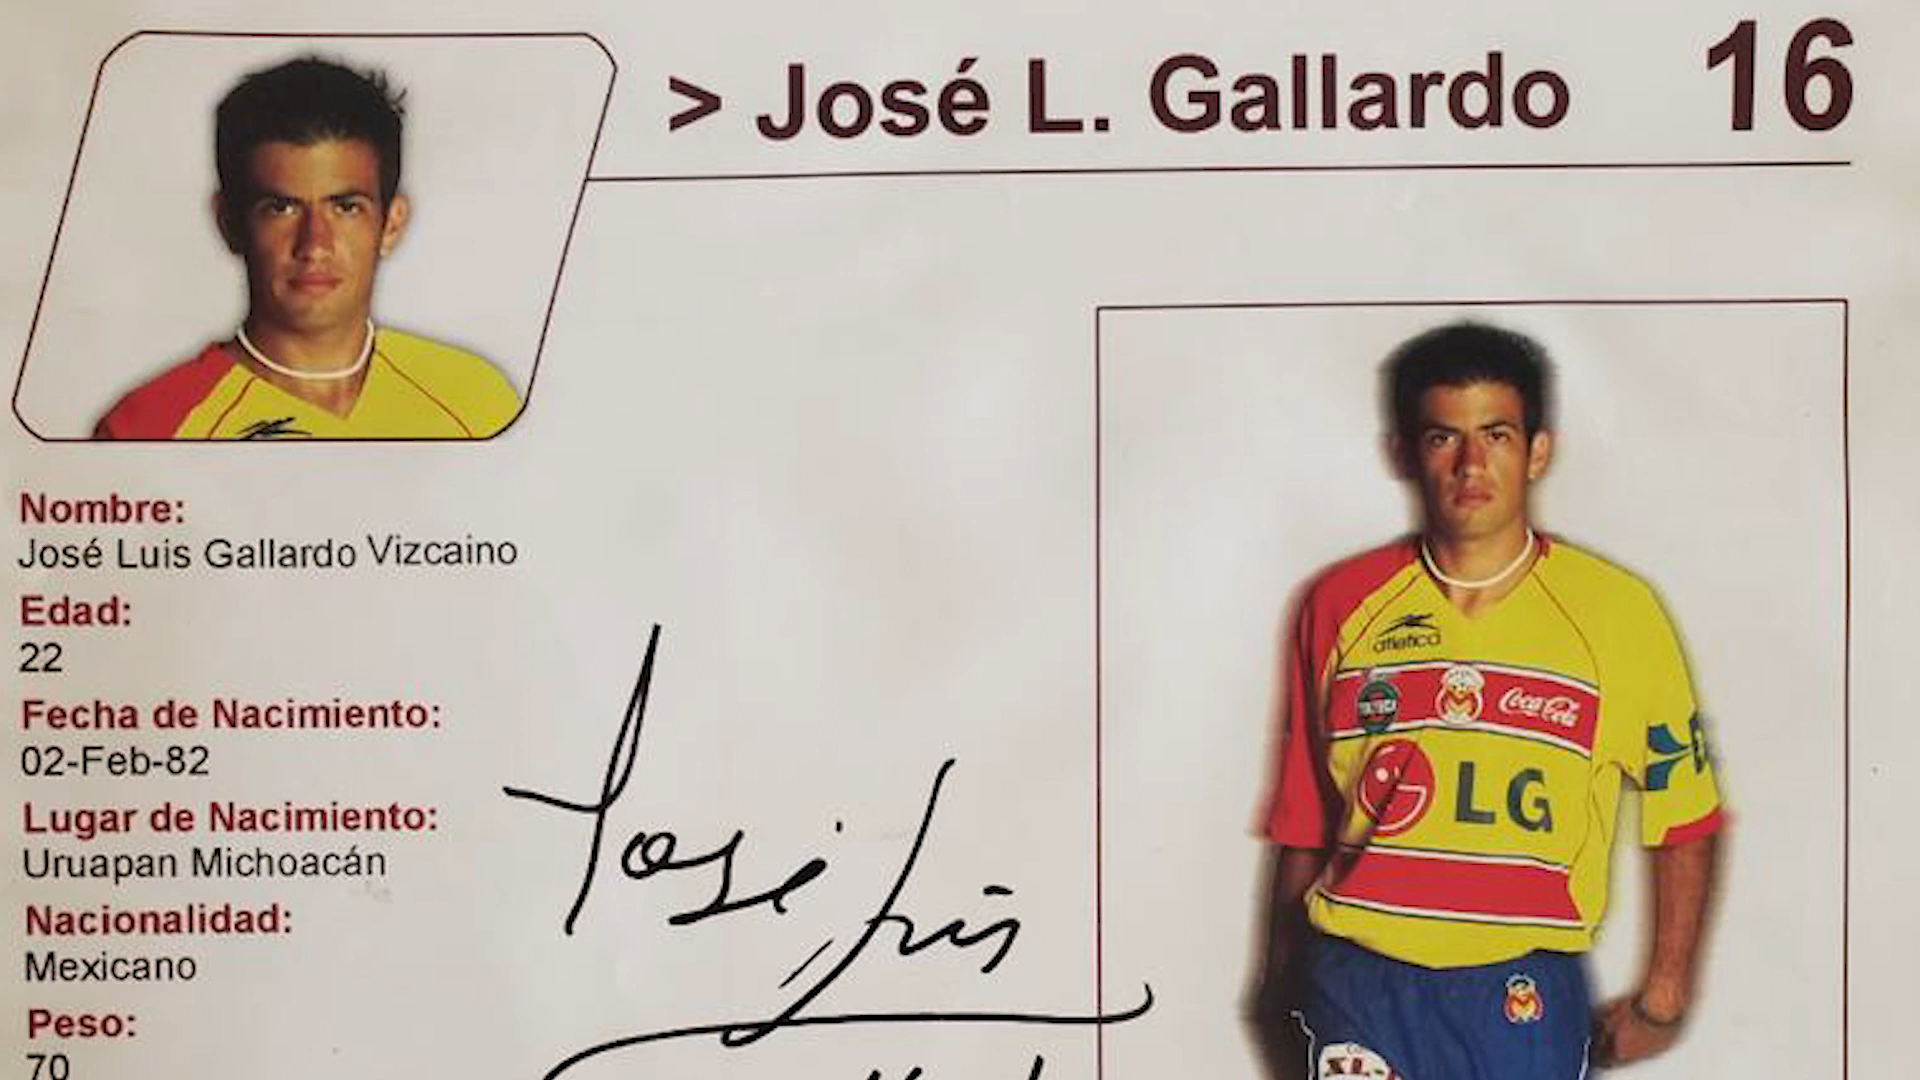 > José L. Gallardo 16
Nombre:
José Luis Gallardo Vizcaino
Edad:
22
Fecha de Nacimiento:
02-Feb-82
Lugar de Nacimiento:
Uruapan Michoacán
Nacionalidad:
Mexicano
Peso:
70
José Luis
atletica
Coca-Cola
LG